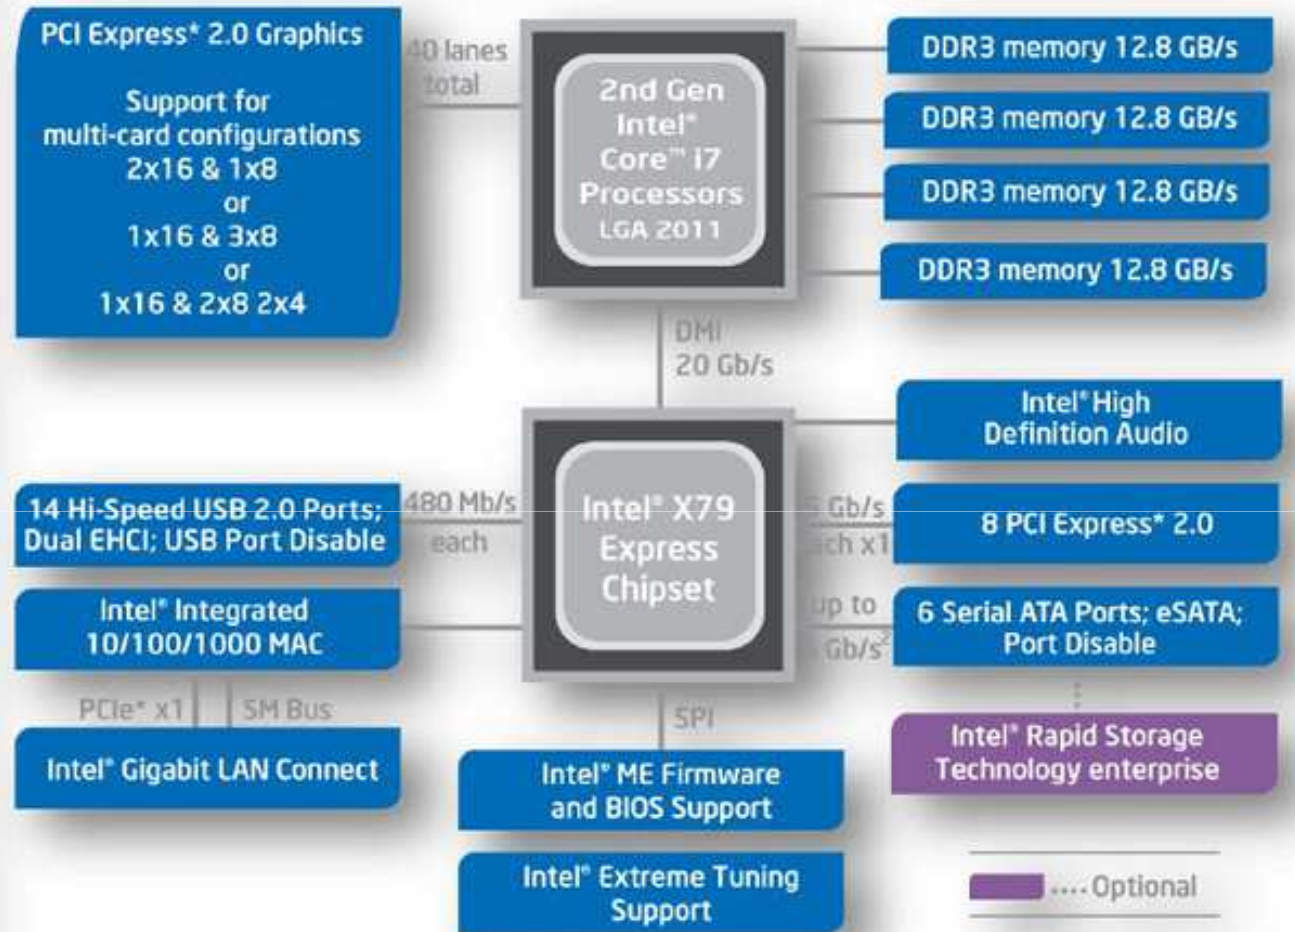 PCI Express* 2.0 Graphics
Support for
multi-card configurations
2x16 & 1x8
or
1x16 & 3x8
or
1x16 & 2x8 2x4
40 lanes
total
2nd Gen
Intel®
Core™ i7
Processors
LGA 2011
DDR3 memory 12.8 GB/s
DDR3 memory 12.8 GB/s
DDR3 memory 12.8 GB/s
DDR3 memory 12.8 GB/s
DMI
20 Gb/s
Intel® High
Definition Audio
14 Hi-Speed USB 2.0 Ports;
Dual EHCI; USB Port Disable
480 Mb/s
each
Intel® X79
Express
Chipset
Gb/s
x1
8 PCI Express* 2.0
Intel® Integrated
10/100/1000 MAC
up to
Gb/s²
6 Serial ATA Ports; eSATA;
Port Disable
PCIe* x1
SM Bus
SPI
Intel® Rapid Storage
Technology enterprise
Intel® Gigabit LAN Connect
Intel® ME Firmware
and BIOS Support
Intel® Extreme Tuning
Support
.... Optional